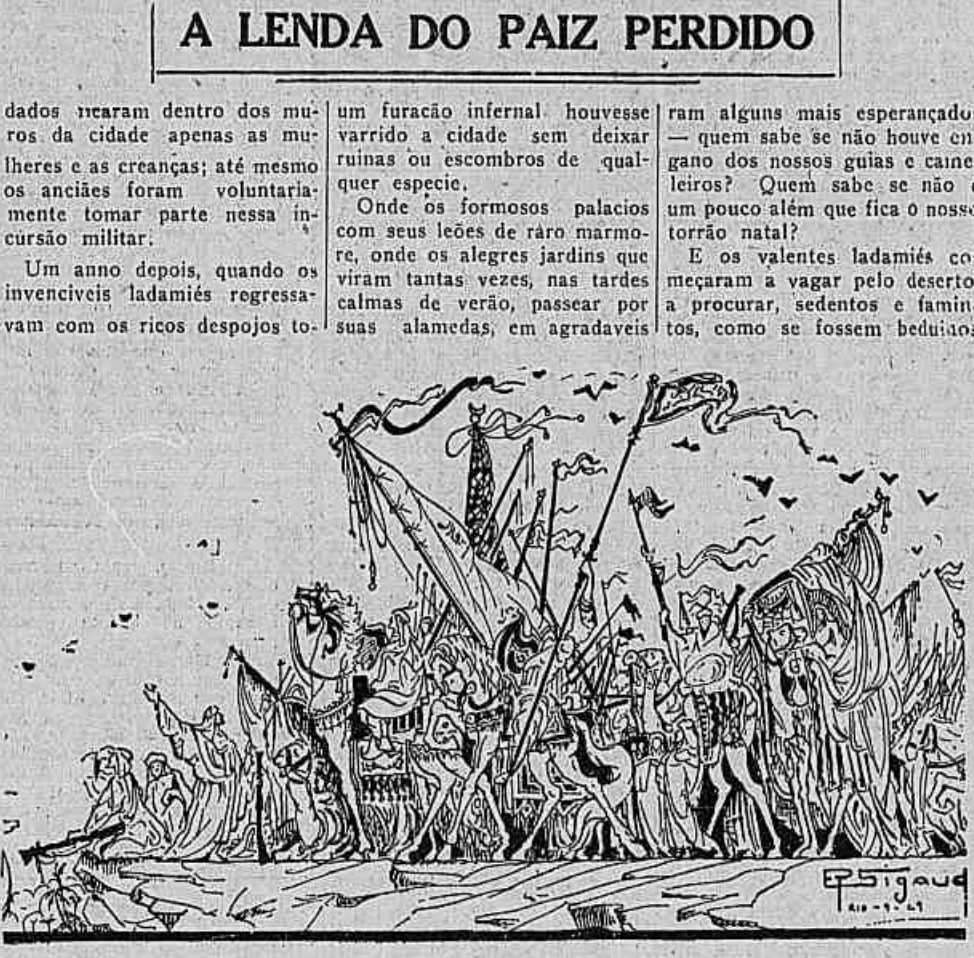 A LENDA DO PAIZ PERDIDO
dados ficaram dentro dos mu-
ros da cidade apenas as mu-
lheres e as creanças; até mesmo
os anciães foram voluntaria-
mente tomar parte nessa in-
cursão militar.
Um anno depois, quando os
invenciveis ladamiés regressa-
vam com os ricos despojos to-
um furacão infernal houvesse
varrido a cidade sem deixar
ruinas ou escombros de qual-
quer especie.
Onde os formosos palacios
com seus leões de raro marmo-
re, onde os alegres jardins que
viram tantas vezes, nas tardes
calmas de verão, passear por
suas alamedas, em agradaveis
ram alguns mais esperançado
— quem sabe se não houve en-
gano dos nossos guias e came-
leiros? Quem sabe se não é
um pouco além que fica o nosso
torrão natal?
E os valentes ladamiés co-
meçaram a vagar pelo deserto
a procurar, sedentos e famin-
tos, como se fossem beduinos
Sigaud
RIO